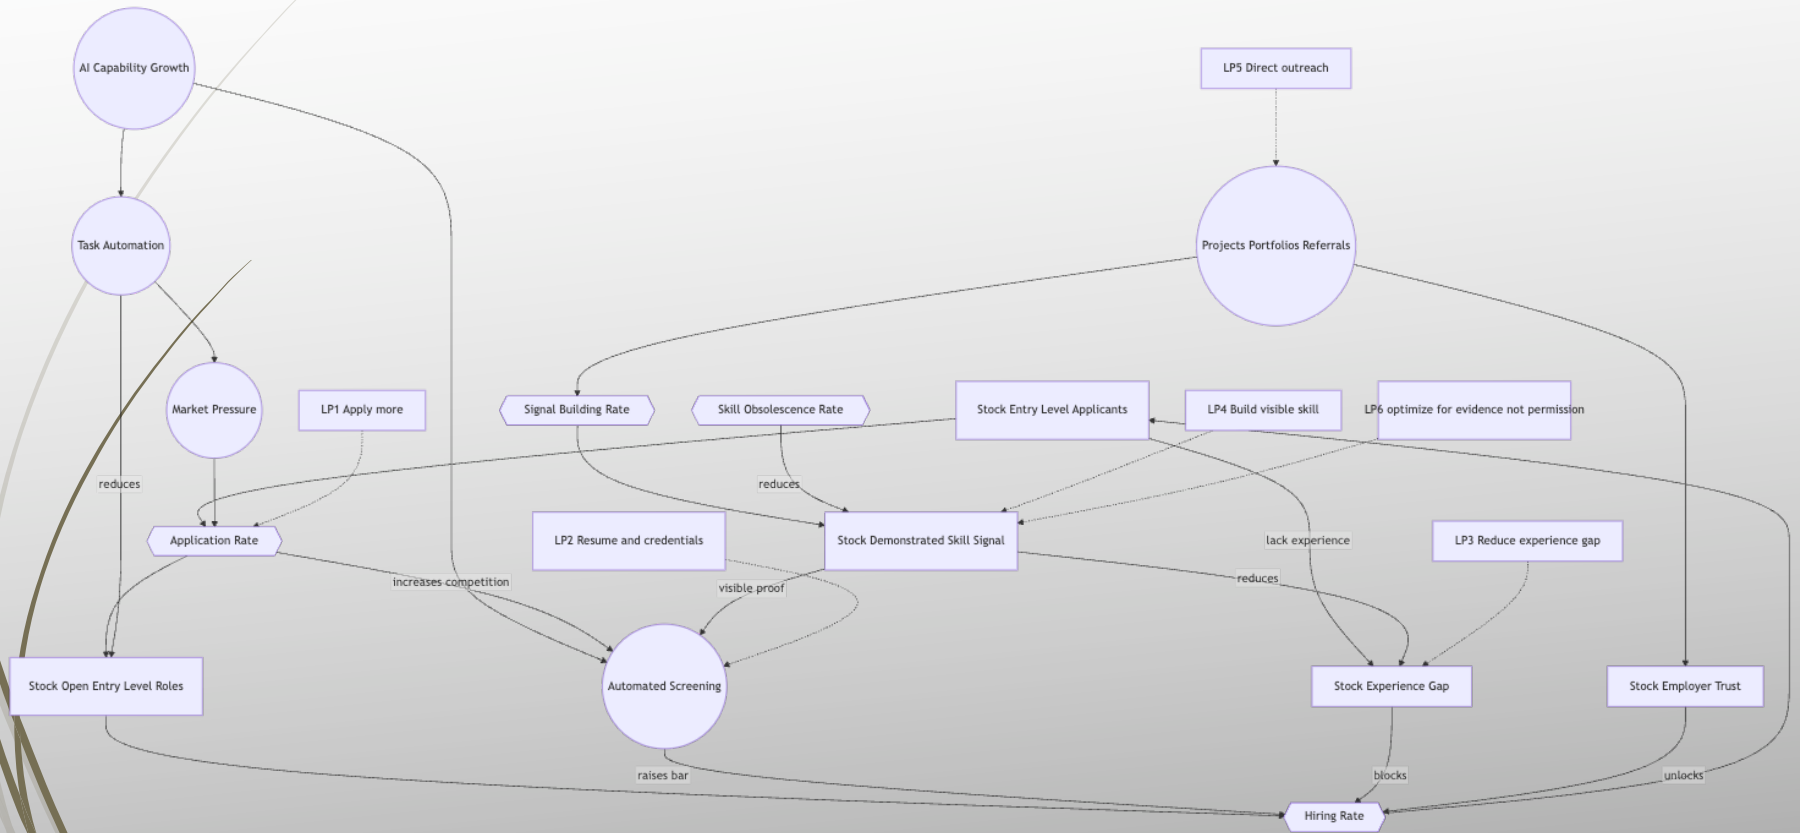 AI Capability Growth
LP5 Direct outreach
Task Automation
Projects Portfolios Referrals
Market Pressure
LP1 Apply more
Signal Building Rate
Skill Obsolescence Rate
Stock Entry Level Applicants
LP4 Build visible skill
LP6 optimize for evidence not permission
reduces
reduces
Application Rate
LP2 Resume and credentials
Stock Demonstrated Skill Signal
lack experience
LP3 Reduce experience gap
increases competition
visible proof
reduces
Stock Open Entry Level Roles
Automated Screening
Stock Experience Gap
Stock Employer Trust
raises bar
blocks
unlocks
Hiring Rate